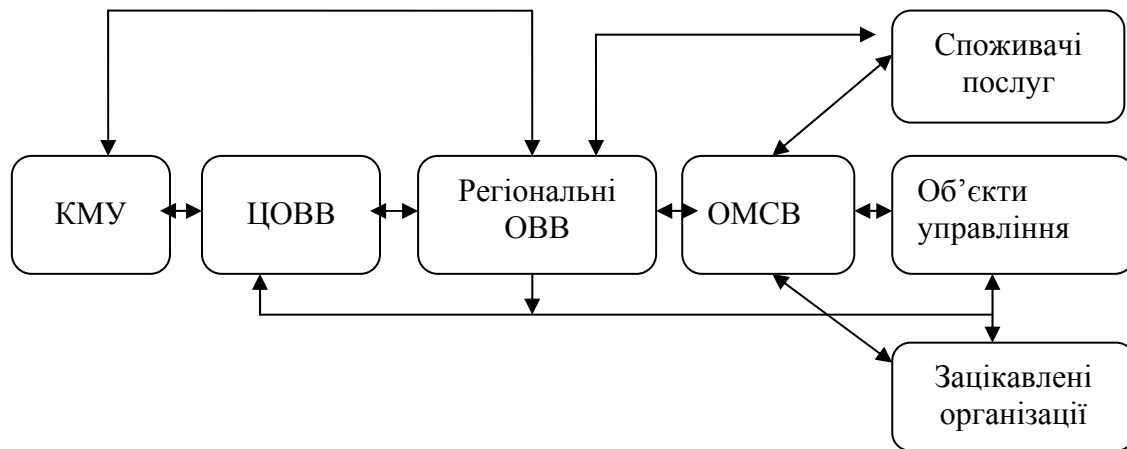 Споживачі
послуг
КМУ
ЦОВВ
Регіональні
ОВВ
ОМСВ
Об’єкти
управління
Зацікавлені
організації